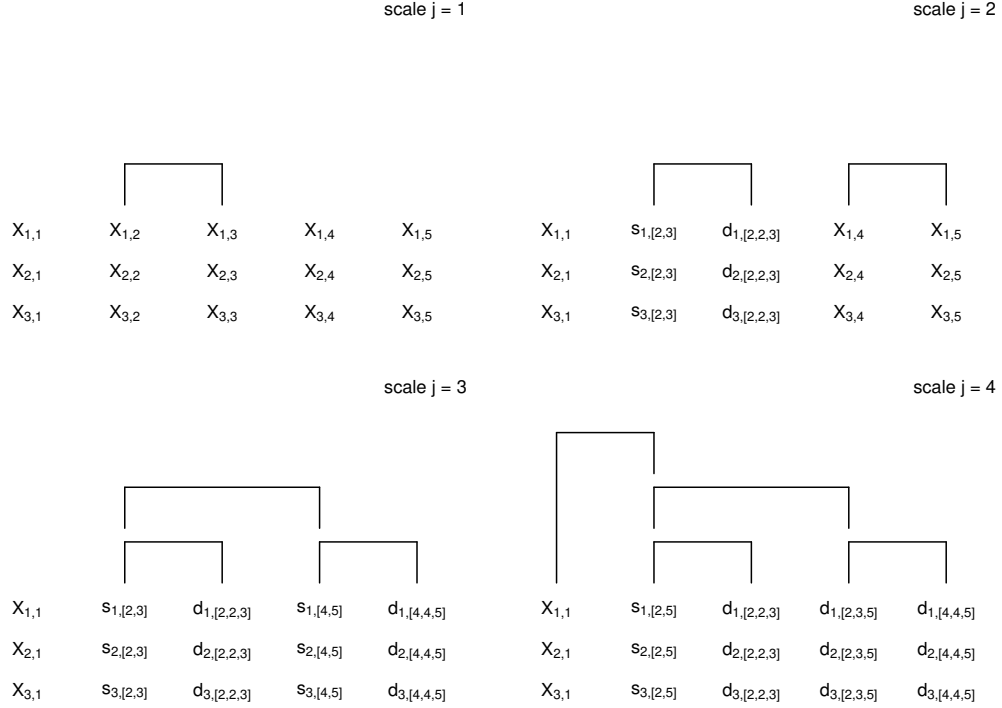 scale j = 1
X1,1 X1,2 X1,3 X1,4 X1,5
X2,1 X2,2 X2,3 X2,4 X2,5
X3,1 X3,2 X3,3 X3,4 X3,5
scale j = 2
X1,1 s1,[2,3] d1,[2,2,3] X1,4 X1,5
X2,1 s2,[2,3] d2,[2,2,3] X2,4 X2,5
X3,1 s3,[2,3] d3,[2,2,3] X3,4 X3,5
scale j = 3
X1,1 s1,[2,3] d1,[2,2,3] s1,[4,5] d1,[4,4,5]
X2,1 s2,[2,3] d2,[2,2,3] s2,[4,5] d2,[4,4,5]
X3,1 s3,[2,3] d3,[2,2,3] s3,[4,5] d3,[4,4,5]
scale j = 4
X1,1 s1,[2,5] d1,[2,2,3] d1,[2,3,5] d1,[4,4,5]
X2,1 s2,[2,5] d2,[2,2,3] d2,[2,3,5] d2,[4,4,5]
X3,1 s3,[2,5] d3,[2,2,3] d3,[2,3,5] d3,[4,4,5]